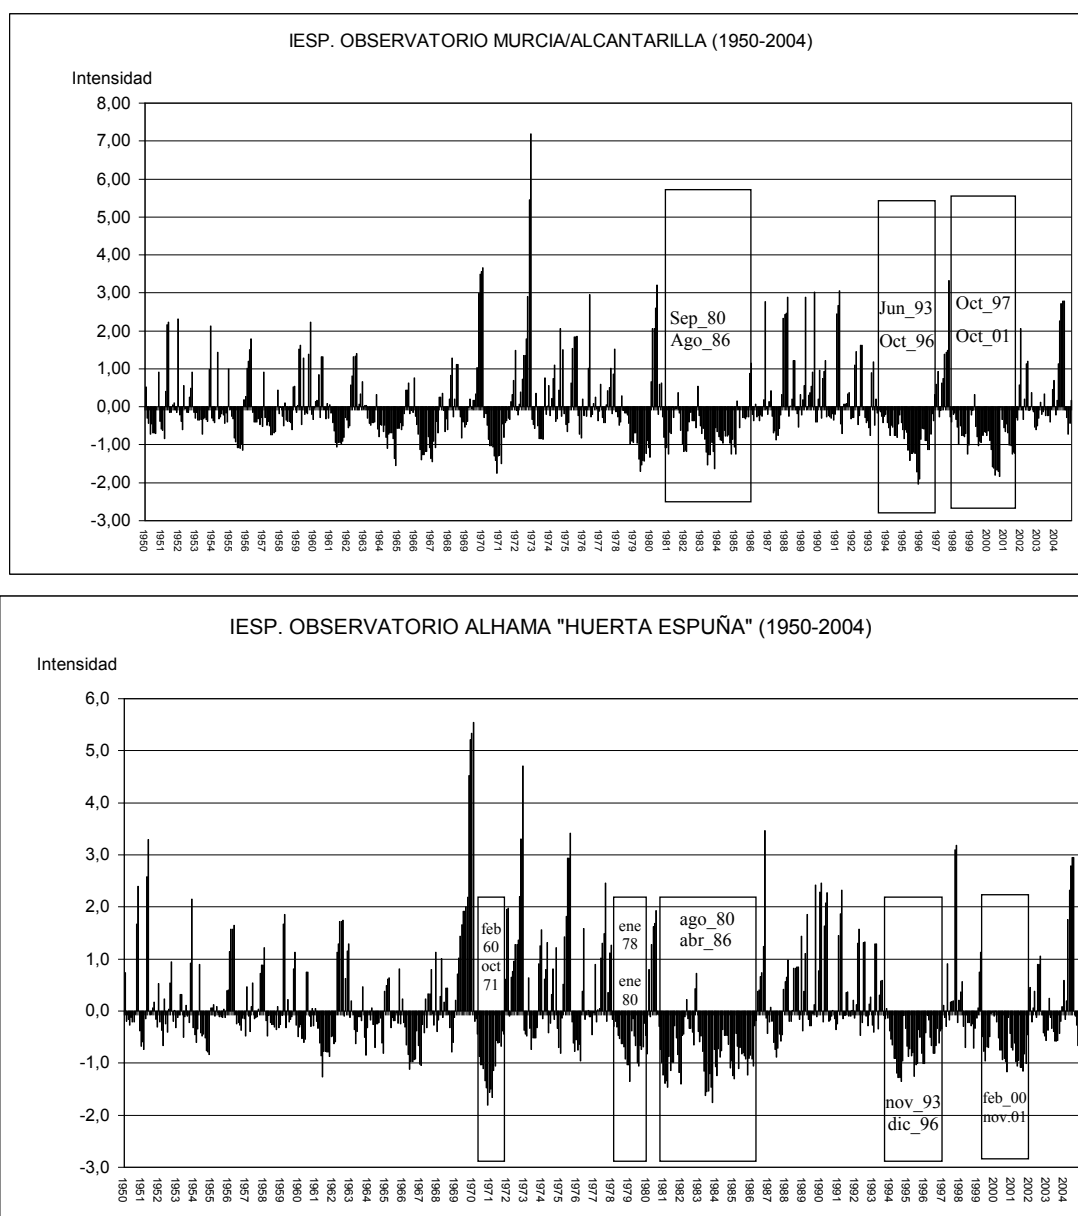 IESP. OBSERVATORIO MURCIA/ALCANTARILLA (1950-2004)
Intensidad
8,00
7,00
6,00
5,00
4,00
3,00
2,00
1,00
0,00
-1,00
-2,00
-3,00
Sep_80
Ago_86
Jun_93
Oct_96
Oct_97
Oct_01
1950 1951 1952 1953 1954 1955 1956 1957 1958 1959 1960 1961 1962 1963 1964 1965 1966 1967 1968 1969 1970 1971 1972 1973 1974 1975 1976 1977 1978 1979 1980 1981 1982 1983 1984 1985 1986 1987 1988 1989 1990 1991 1992 1993 1994 1995 1996 1997 1998 1999 2000 2001 2002 2003 2004
IESP. OBSERVATORIO ALHAMA "HUERTA ESPUÑA" (1950-2004)
Intensidad
6,0
5,0
4,0
3,0
2,0
1,0
0,0
-1,0
-2,0
-3,0
feb
60
oct
71
ene
78
ene
80
ago_80
abr_86
nov_93
dic_96
feb_00
nov.01
1950 1951 1952 1953 1954 1955 1956 1957 1958 1959 1960 1961 1962 1963 1964 1965 1966 1967 1968 1969 1970 1971 1972 1973 1974 1975 1976 1977 1978 1979 1980 1981 1982 1983 1984 1985 1986 1987 1988 1989 1990 1991 1992 1993 1994 1995 1996 1997 1998 1999 2000 2001 2002 2003 2004